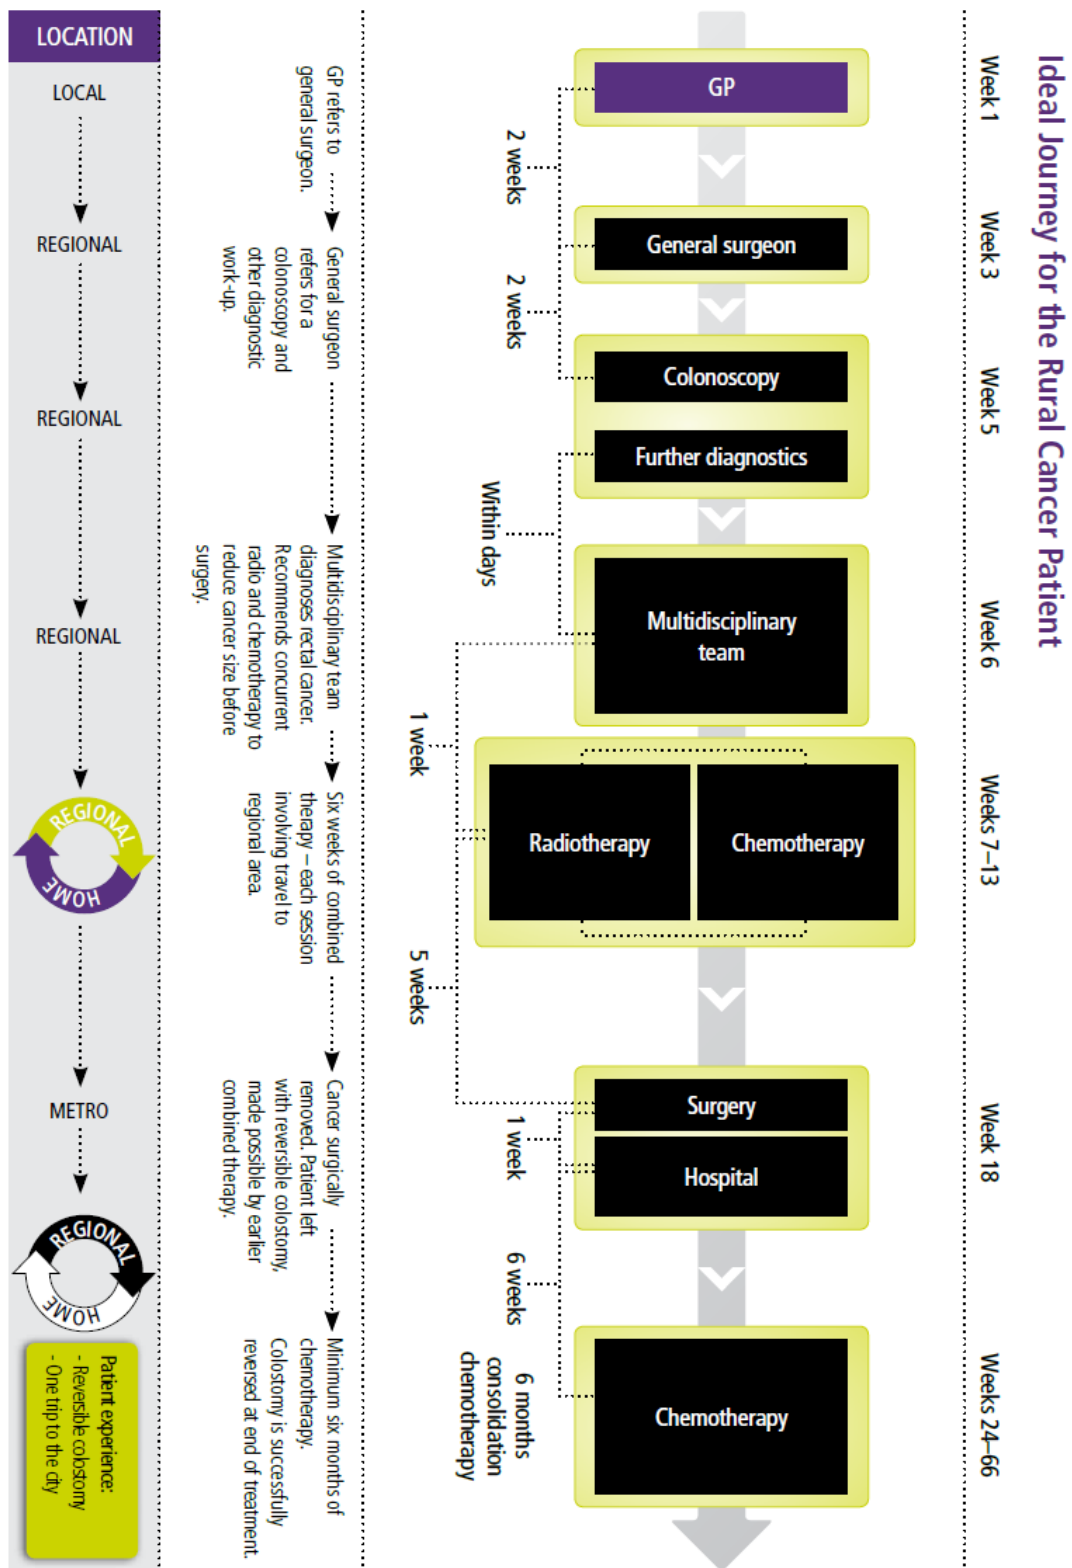 Ideal Journey for the Rural Cancer Patient
Week 1
Week 3
Week 5
Week 6
Weeks 7–13
Week 18
Weeks 24–66
GP
General surgeon
Colonoscopy
Further diagnostics
Multidisciplinary
team
Radiotherapy
Chemotherapy
Surgery
Hospital
Chemotherapy
2 weeks
2 weeks
Within days
1 week
5 weeks
1 week
6 weeks
6 months
consolidation
chemotherapy
GP refers to
general surgeon.
General surgeon
refers for a
colonoscopy and
other diagnostic
work-up.
Multidisciplinary team
diagnoses rectal cancer.
Recommends concurrent
radio and chemotherapy to
reduce cancer size before
surgery.
Six weeks of combined
therapy – each session
involving travel to
regional area.
Cancer surgically
removed. Patient left
with reversible colostomy,
made possible by earlier
combined therapy.
Minimum six months of
chemotherapy.
Colostomy is successfully
reversed at end of treatment.
LOCATION
LOCAL
REGIONAL
REGIONAL
REGIONAL
REGIONAL
HOME
METRO
REGIONAL
HOME
Patient experience:
- Reversible colostomy
- One trip to the city